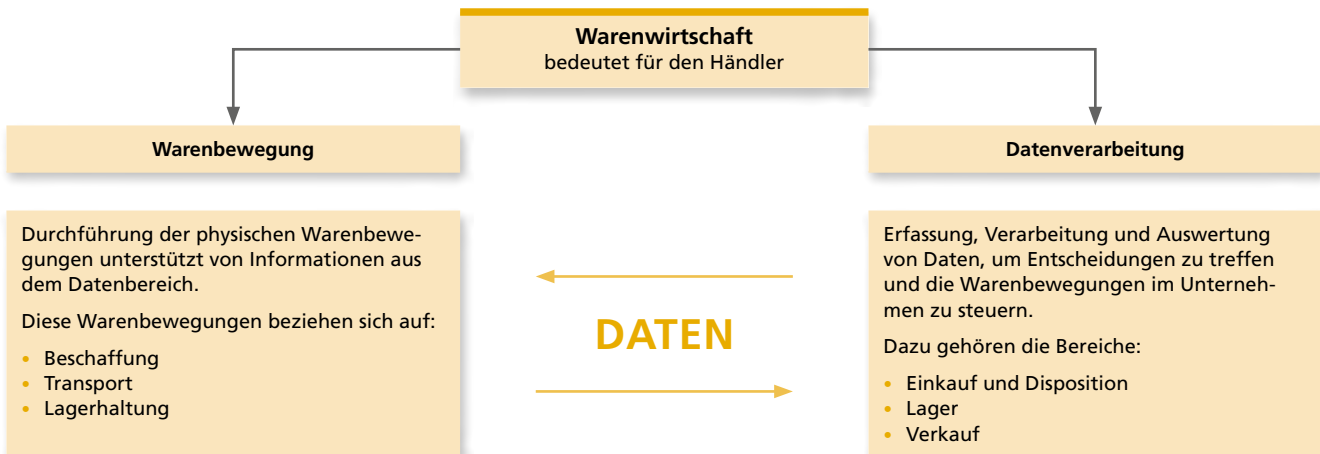 Warenwirtschaft
bedeutet für den Händler
Warenbewegung
Datenverarbeitung
Durchführung der physischen Warenbewe-
gungen unterstützt von Informationen aus
dem Datenbereich.
Diese Warenbewegungen beziehen sich auf:
• Beschaffung
• Transport
• Lagerhaltung
DATEN
Erfassung, Verarbeitung und Auswertung
von Daten, um Entscheidungen zu treffen
und die Warenbewegungen im Unterneh-
men zu steuern.
Dazu gehören die Bereiche:
• Einkauf und Disposition
• Lager
• Verkauf